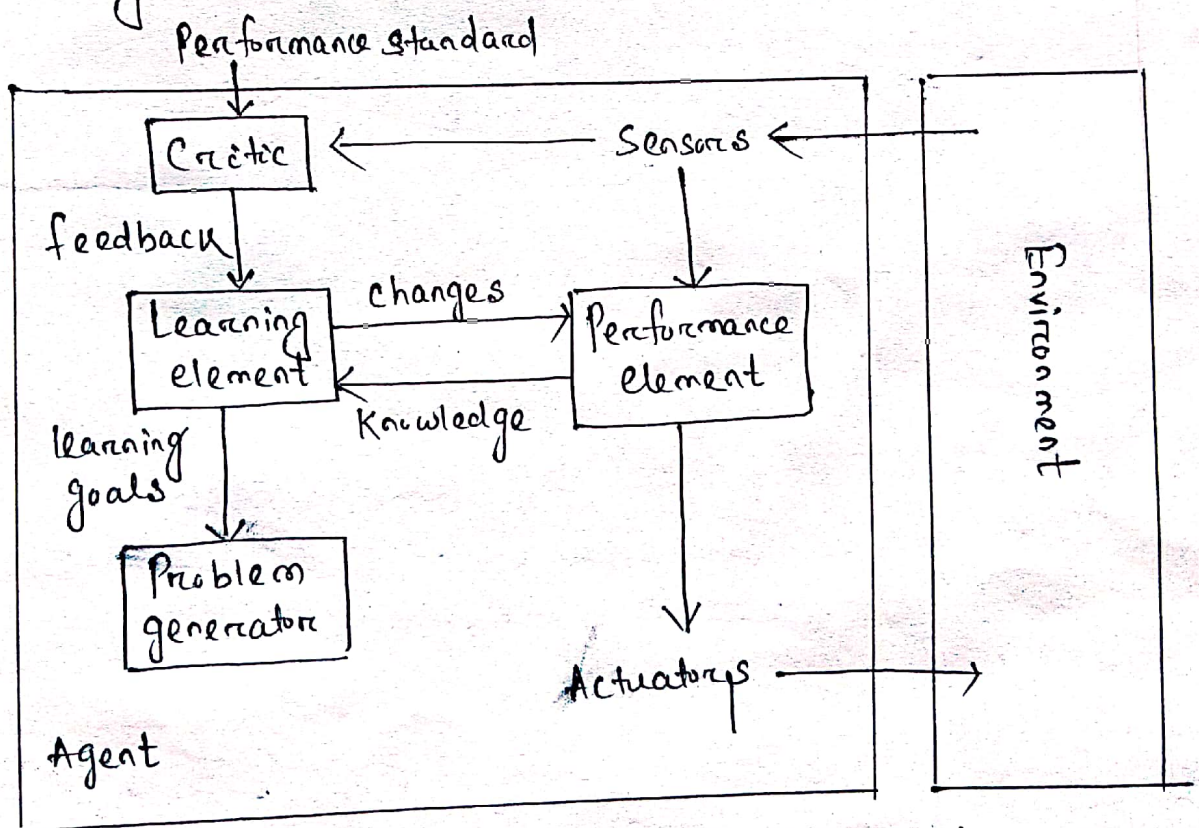 Performance standard
Critic
Sensors
feedback
changes
Learning
element
Performance
element
Knowledge
learning
goals
Problem
generator
Actuators
Agent
Environment